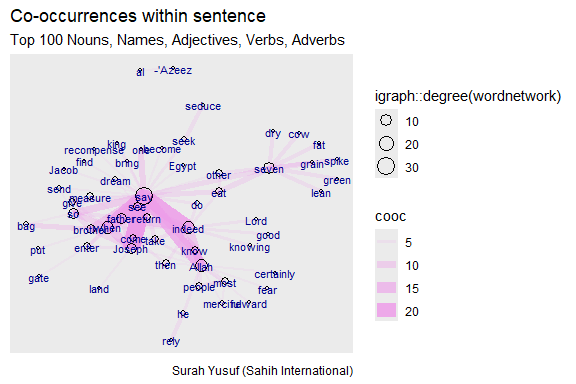 Co-occurrences within sentence
Top 100 Nouns, Names, Adjectives, Verbs, Adverbs
al -'Azeez
seduce
dry cow
king seek fat
recompense one become
find bring Egypt seven grain spike
Jacob other
dream green
send eat lean
measure say
give see do
so father return Lord
bag brother when indeed good
come take know knowing
put enter Joseph
then Allah
gate certainly
people most
land fear
merciful reward
he
rely
igraph::degree(wordnetwork)
10
20
30
cooc
5
10
15
20
Surah Yusuf (Sahih International)